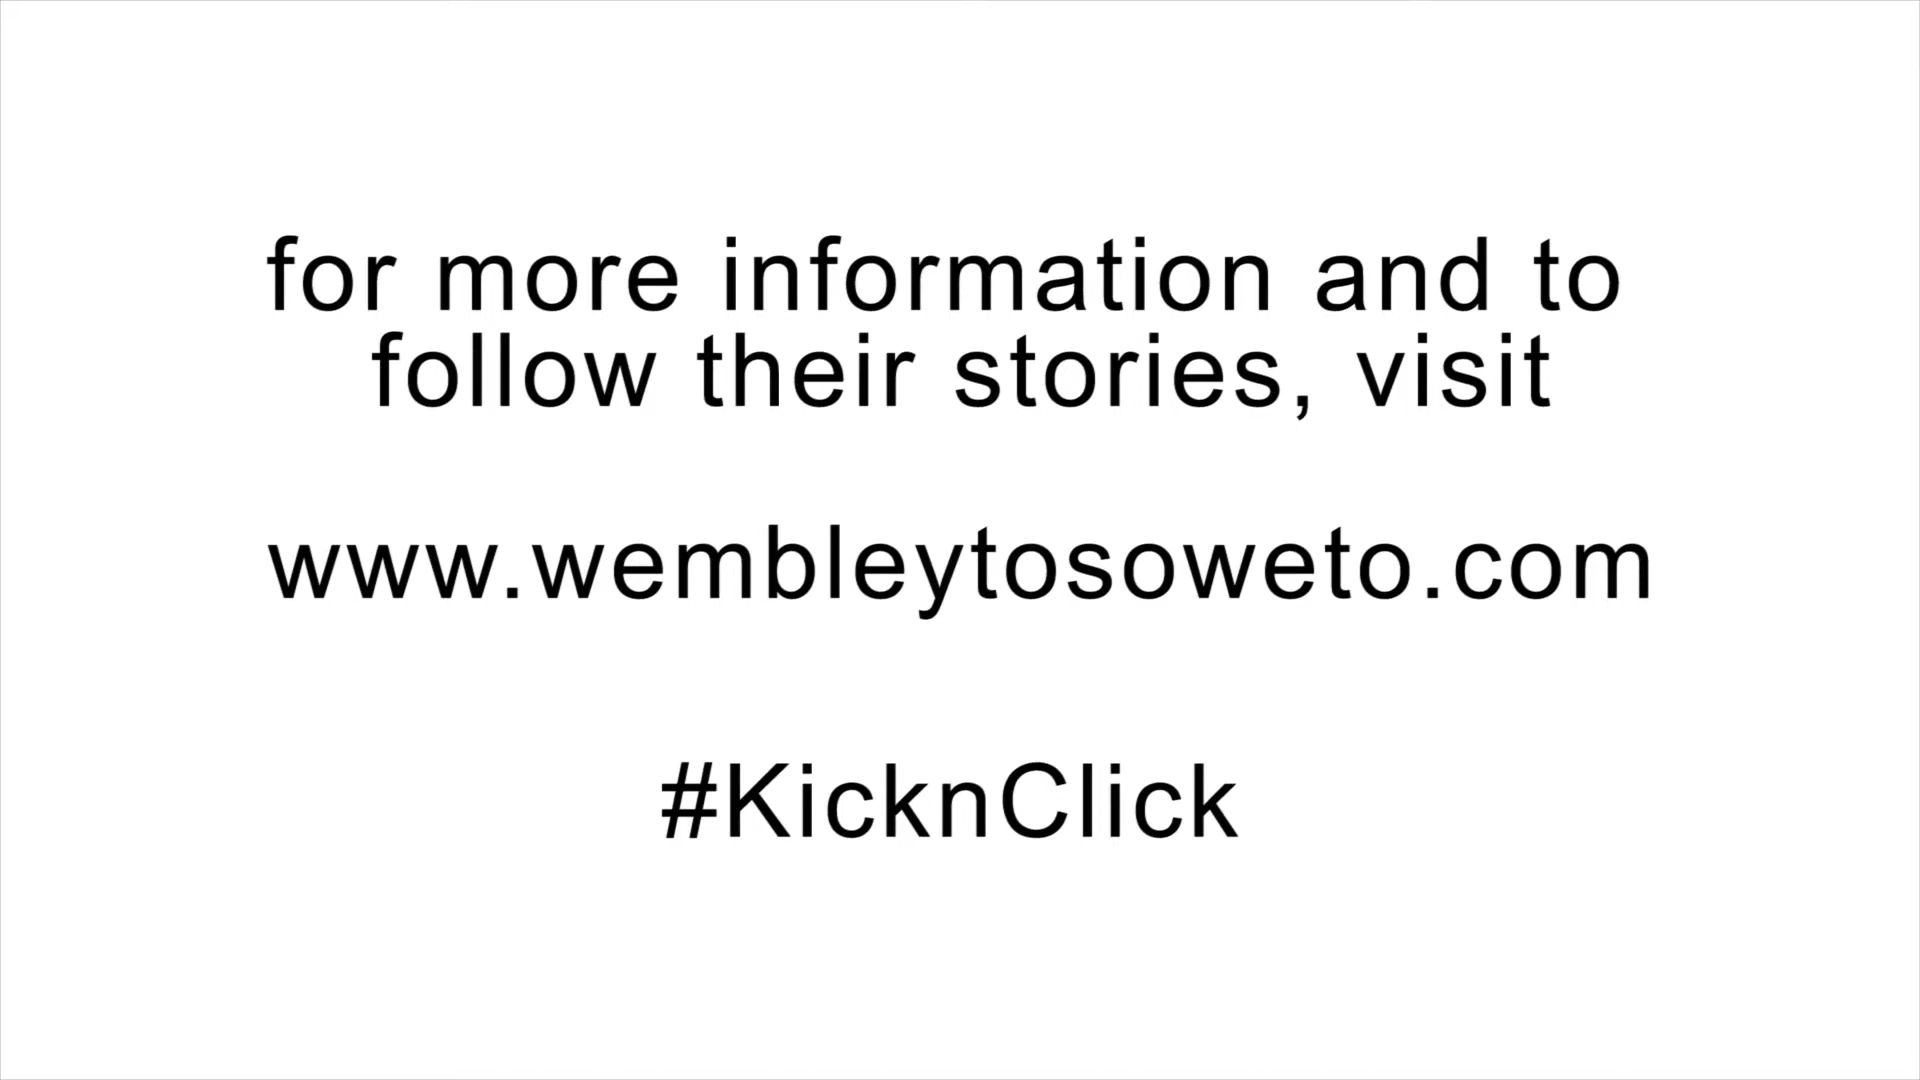 for more information and to
follow their stories, visit
www.wembleytosoweto.com
#KicknClick